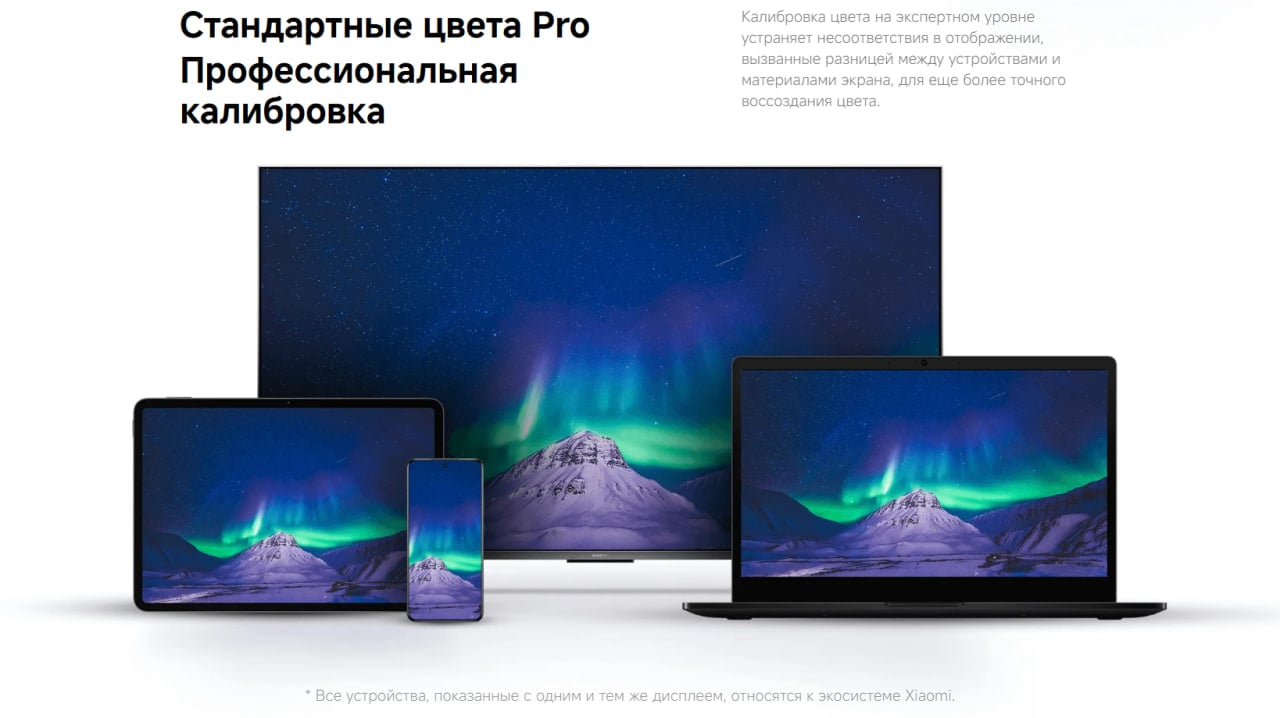 Стандартные цвета Pro
Профессиональная
калибровка
Калибровка цвета на экспертном уровне
устраняет несоответствия в отображении,
вызванные разницей между устройствами и
материалами экрана, для еще более точного
воссоздания цвета.
* Все устройства, показанные с одним и тем же дисплеем, относятся к экосистеме Xiaomi.